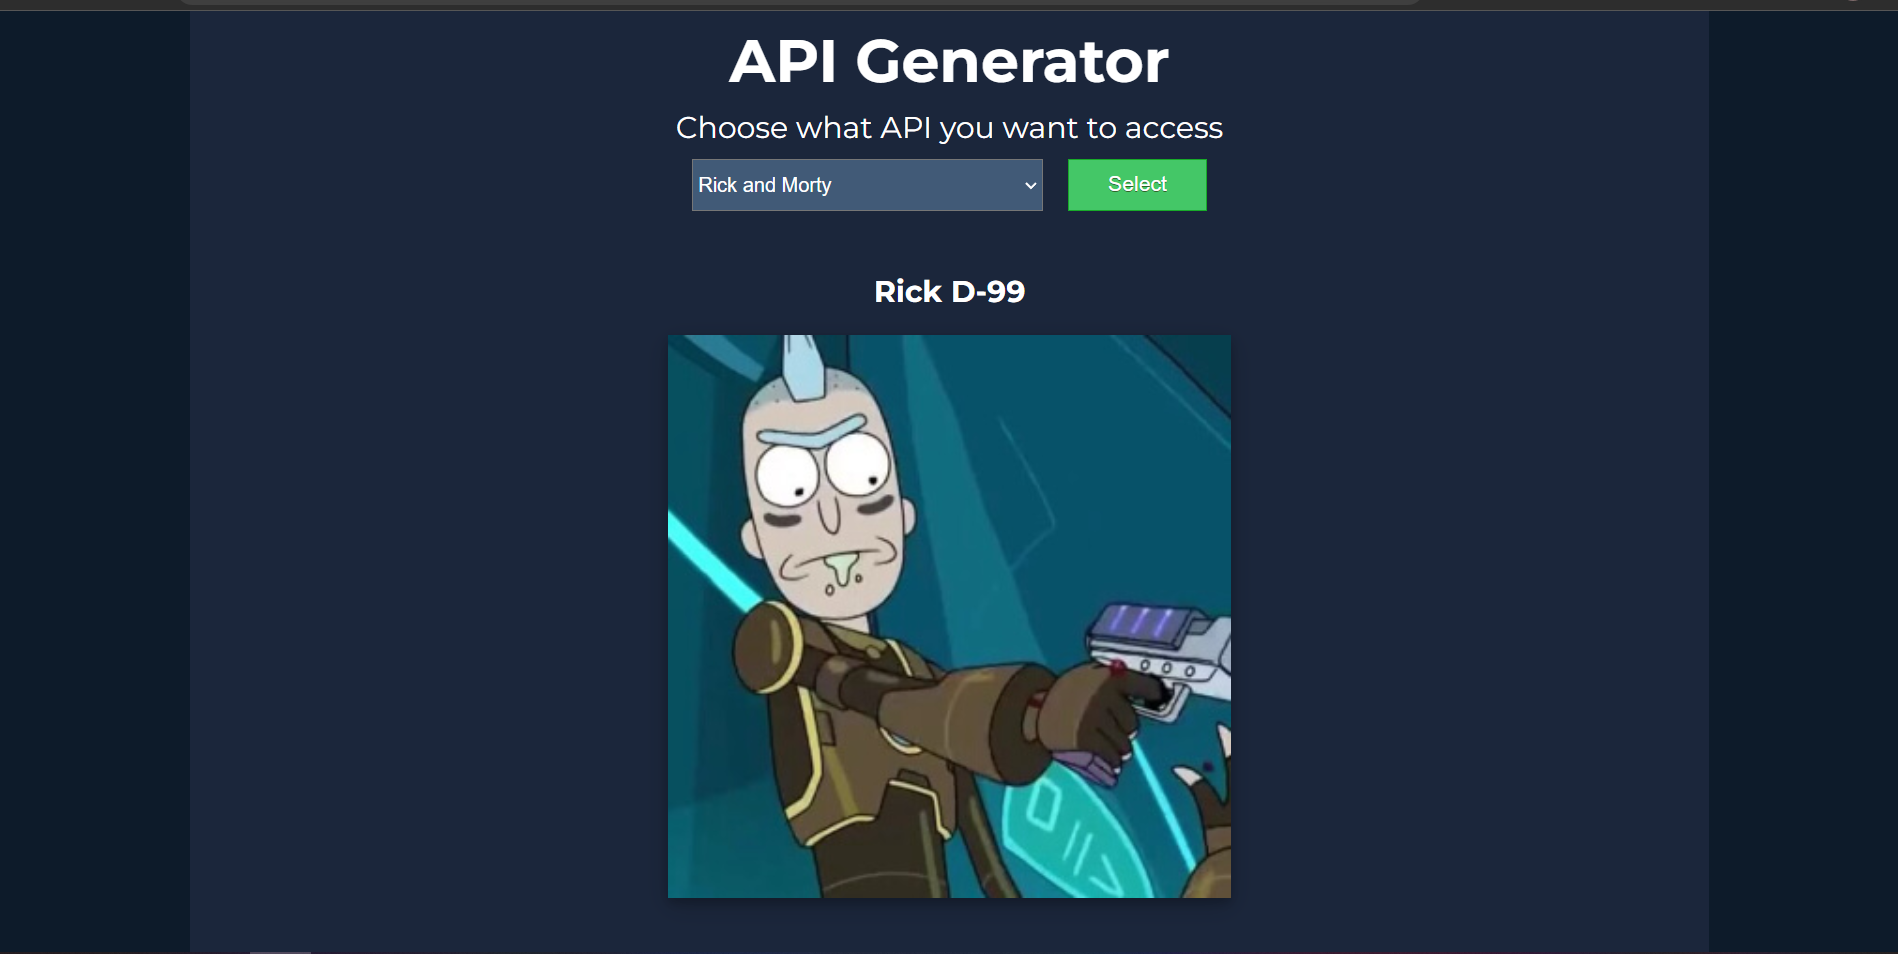 API Generator
Choose what API you want to access
Rick and Morty
Select
Rick D-99